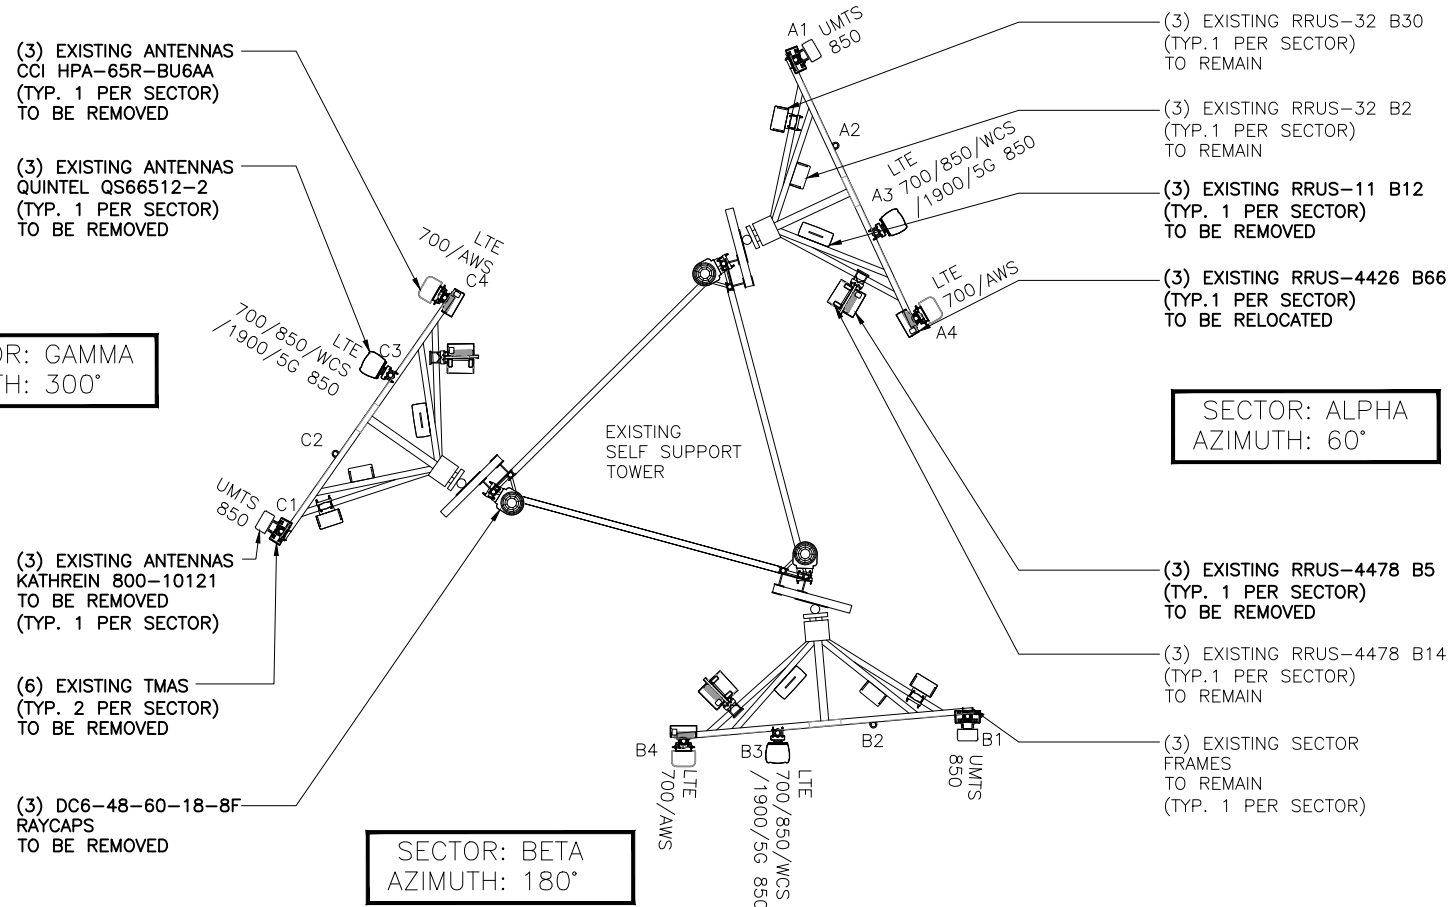 (3) EXISTING ANTENNAS
CCI HPA-65R-BU6AA
(TYP. 1 PER SECTOR)
TO BE REMOVED
(3) EXISTING ANTENNAS
QUINTEL QS66512-2
(TYP. 1 PER SECTOR)
TO BE REMOVED
OR: GAMMA
TH: 300°
(3) EXISTING ANTENNAS
KATHREIN 800-10121
TO BE REMOVED
(TYP. 1 PER SECTOR)
(6) EXISTING TMAS
(TYP. 2 PER SECTOR)
TO BE REMOVED
(3) DC6-48-60-18-8F
RAYCAPS
TO BE REMOVED
LTE
700/AWS
C4
LTE
700/850/WCS
/1900/5G 850
C3
C2
C1
UMTS
850
EXISTING
SELF SUPPORT
TOWER
A1
UMTS
850
A2
A3
LTE
700/850/WCS
/1900/5G 850
LTE
700/AWS
A4
B4
LTE
700/AWS
B3
LTE
700/850/WCS
/1900/5G 850
B2
B1
UMTS
850
SECTOR: BETA
AZIMUTH: 180°
(3) EXISTING RRUS-32 B30
(TYP.1 PER SECTOR)
TO REMAIN
(3) EXISTING RRUS-32 B2
(TYP.1 PER SECTOR)
TO REMAIN
(3) EXISTING RRUS-11 B12
(TYP. 1 PER SECTOR)
TO BE REMOVED
(3) EXISTING RRUS-4426 B66
(TYP.1 PER SECTOR)
TO BE RELOCATED
SECTOR: ALPHA
AZIMUTH: 60°
(3) EXISTING RRUS-4478 B5
(TYP. 1 PER SECTOR)
TO BE REMOVED
(3) EXISTING RRUS-4478 B14
(TYP.1 PER SECTOR)
TO REMAIN
(3) EXISTING SECTOR
FRAMES
TO REMAIN
(TYP. 1 PER SECTOR)